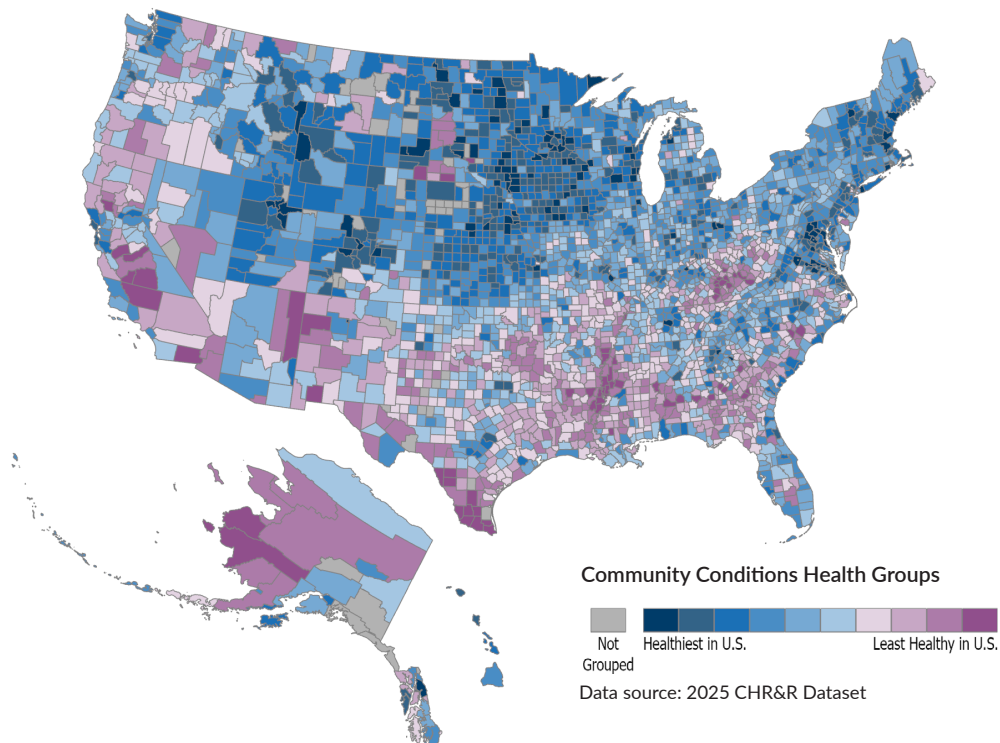 Community Conditions Health Groups
Not
Grouped
Healthiest in U.S.
Least Healthy in U.S.
Data source: 2025 CHR&R Dataset